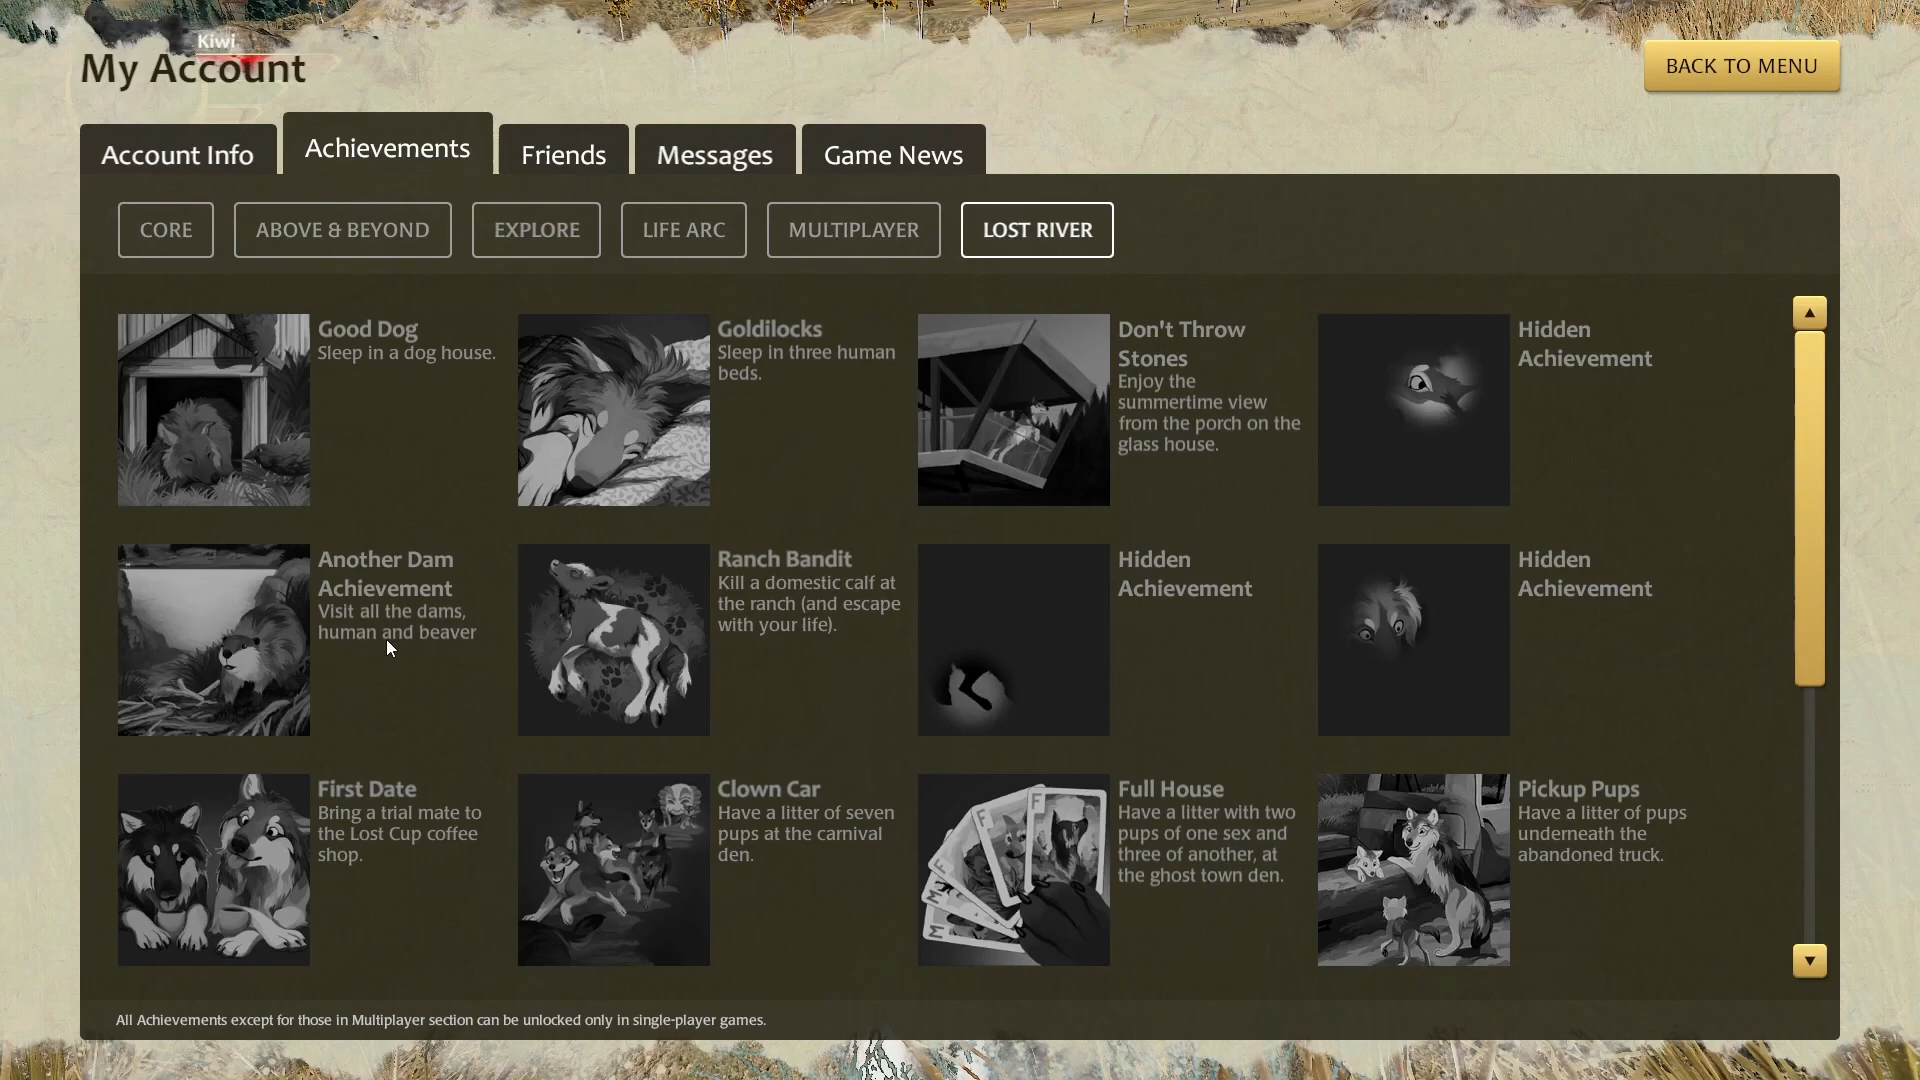 Kiwi
My Account
BACK TO MENU
Account Info
Achievements
Friends
Messages
Game News
CORE
ABOVE & BEYOND
EXPLORE
LIFE ARC
MULTIPLAYER
LOST RIVER
Good Dog
Sleep in a dog house.
Goldilocks
Sleep in three human
beds.
Don't Throw
Stones
Enjoy the
summertime view
from the porch on the
glass house.
Hidden
Achievement
Another Dam
Achievement
Visit all the dams,
human and beaver
Ranch Bandit
Kill a domestic calf at
the ranch (and escape
with your life).
Hidden
Achievement
Hidden
Achievement
First Date
Bring a trial mate to
the Lost Cup coffee
shop.
Clown Car
Have a litter of seven
pups at the carnival
den.
Full House
Have a litter with two
pups of one sex and
three of another, at
the ghost town den.
F
F
F
M
M
Pickup Pups
Have a litter of pups
underneath the
abandoned truck.
All Achievements except for those in Multiplayer section can be unlocked only in single-player games.